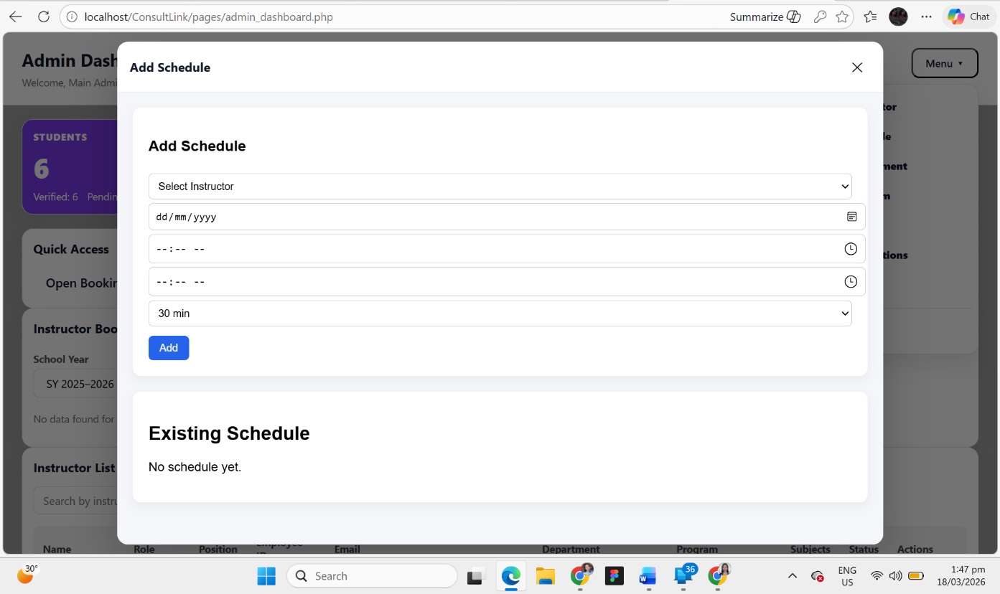 localhost/ConsultLink/pages/admin_dashboard.php
Summarize
Chat
Admin Dash
Welcome, Main Admi
Add Schedule
Menu
STUDENTS
6
Verified: 6 Pendin
Quick Access
Open Bookin
Instructor Boo
School Year
SY 2025–2026
No data found for
Instructor List
Search by instru
Add Schedule
Select Instructor
dd/mm/yyyy
--:-- --
--:-- --
30 min
Add
Existing Schedule
No schedule yet.
tor
le
ment
m
tions
Name Role Position Employee Email Department Program Subjects Status Actions
30°
Search
36
ENG
US
1:47 pm
18/03/2026